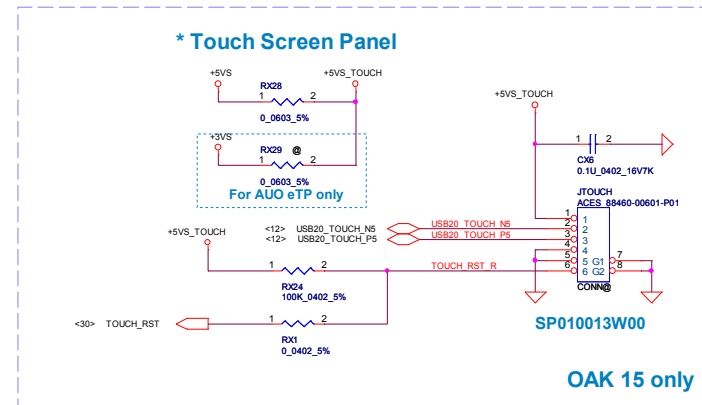 * Touch Screen Panel
+5VS
+5VS_TOUCH
RX28
1
2
0_0603_5%
+3VS
RX29 @
1
2
0_0603_5%
For AUO eTP only
+5VS_TOUCH
1
2
CX6
0.1U_0402_16V7K
JTOUCH
ACES_88460-00601-P01
<12> USB20_TOUCH_N5
USB20_TOUCH_N5
<12> USB20_TOUCH_P5
USB20_TOUCH_P5
1 1
2 2
3 3
4 4
5 5 G1 7
6 6 G2 8
CONN@
+5VS_TOUCH
1
2
TOUCH_RST_R
RX24
100K_0402_5%
<30> TOUCH_RST
1
2
RX1
0_0402_5%
SP010013W00
OAK 15 only